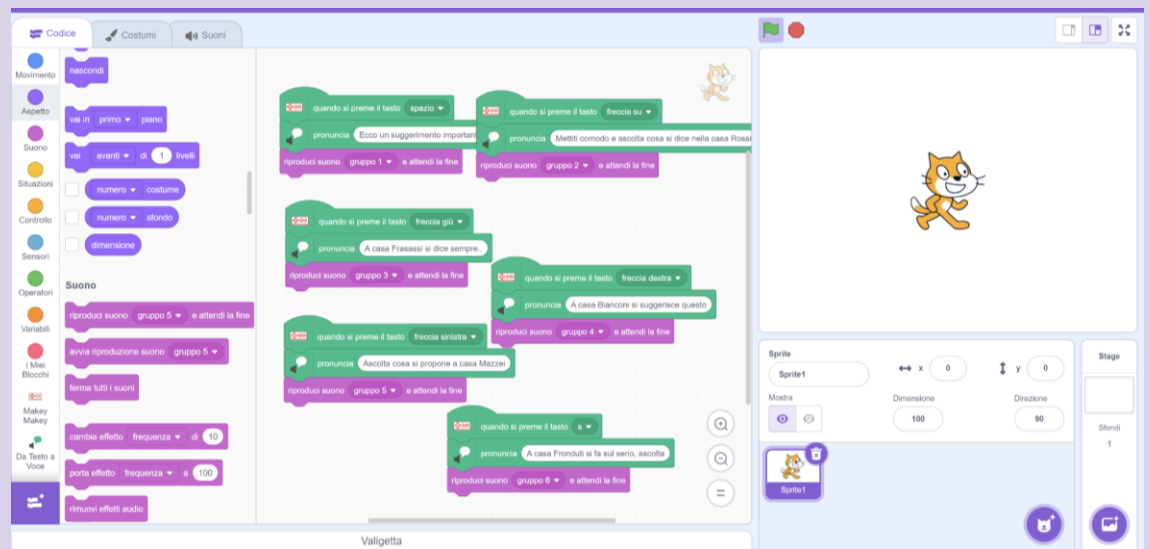 Codice Costumi Suoni
Movimento
Aspetto
Suono
Situazioni
Controllo
Sensori
Operatori
Variabili
I Miei
Blocchi
Makey
Makey
Da Testo a
Voce
nascondi
vai in primo piano
vai avanti di 1 livelli
numero costume
numero sfondo
dimensione
Suono
riproduci suono gruppo 5 e attendi la fine
avvia riproduzione suono gruppo 5
ferma tutti i suoni
cambia effetto frequenza di 10
porta effetto frequenza a 100
rimuovi effetti audio
quando si preme il tasto spazio
pronuncia Ecco un suggerimento importan
riproduci suono gruppo 1 e attendi la fine
quando si preme il tasto freccia su
pronuncia Mettiti comodo e ascolta cosa si dice nella casa Rossi
riproduci suono gruppo 2 e attendi la fine
quando si preme il tasto freccia giù
pronuncia A casa Frasassi si dice sempre..
riproduci suono gruppo 3 e attendi la fine
quando si preme il tasto freccia destra
pronuncia A casa Bianconi si suggerisce questo
riproduci suono gruppo 4 e attendi la fine
quando si preme il tasto freccia sinistra
pronuncia Ascolta cosa si propone a casa Mazzei
riproduci suono gruppo 5 e attendi la fine
quando si preme il tasto s
pronuncia A casa Fronduti si fa sul serio, ascolta
riproduci suono gruppo 6 e attendi la fine
Valigetta
Sprite
Sprite1
x 0
y 0
Mostra
Dimensione
100
Direzione
90
Sprite1
Stage
Sfondi
1